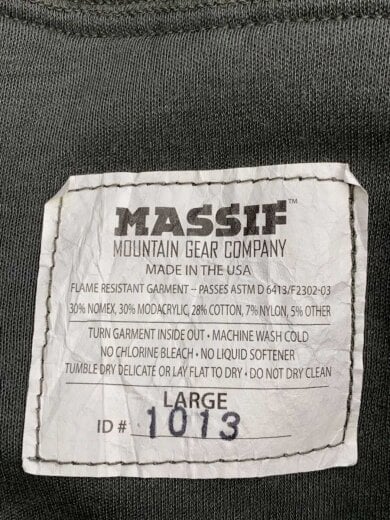 MASSIF™
MOUNTAIN GEAR COMPANY
MADE IN THE USA
FLAME RESISTANT GARMENT – PASSES ASTM D 6413/F2302-03
30% NOMEX, 30% MODACRYLIC, 28% COTTON, 7% NYLON, 5% OTHER
TURN GARMENT INSIDE OUT • MACHINE WASH COLD
NO CHLORINE BLEACH • NO LIQUID SOFTENER
TUMBLE DRY DELICATE OR LAY FLAT TO DRY • DO NOT DRY CLEAN
LARGE
ID # 1013